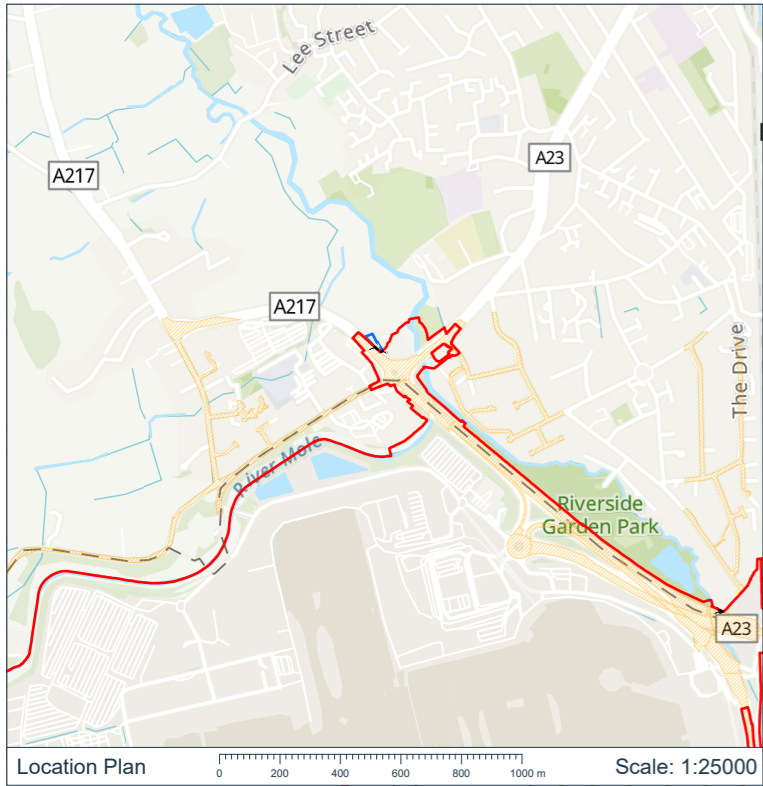 Lee Street
A23
A217
A217
The Drive
River Mole
Riverside
Garden Park
A23
Location Plan
0 200 400 600 800 1000 m
Scale: 1:25000